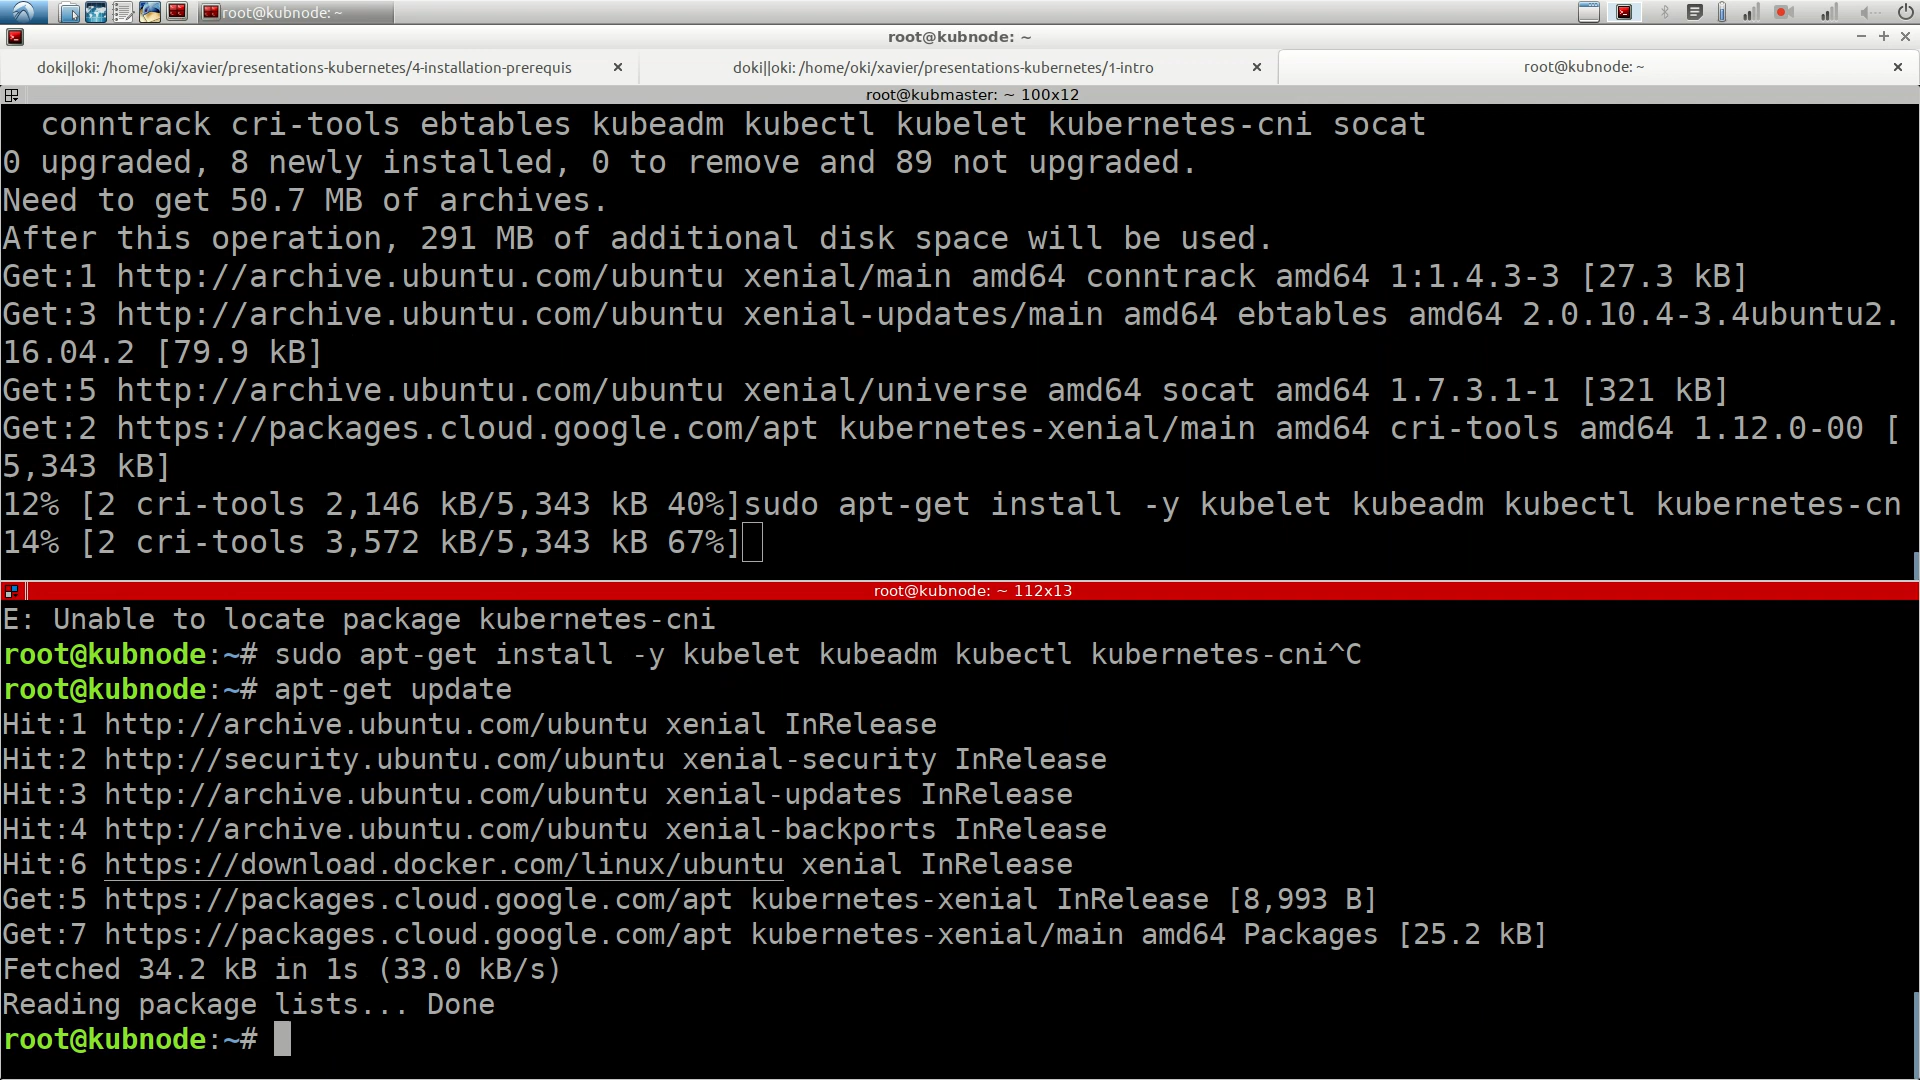 root@kubnode: ~
root@kubnode: ~
doki||oki: /home/oki/xavier/presentations-kubernetes/4-installation-prerequis
doki||oki: /home/oki/xavier/presentations-kubernetes/1-intro
root@kubnode: ~
root@kubmaster: ~ 100x12
conntrack cri-tools ebtables kubeadm kubectl kubelet kubernetes-cni socat
0 upgraded, 8 newly installed, 0 to remove and 89 not upgraded.
Need to get 50.7 MB of archives.
After this operation, 291 MB of additional disk space will be used.
Get:1 http://archive.ubuntu.com/ubuntu xenial/main amd64 conntrack amd64 1:1.4.3-3 [27.3 kB]
Get:3 http://archive.ubuntu.com/ubuntu xenial-updates/main amd64 ebtables amd64 2.0.10.4-3.4ubuntu2.
16.04.2 [79.9 kB]
Get:5 http://archive.ubuntu.com/ubuntu xenial/universe amd64 socat amd64 1.7.3.1-1 [321 kB]
Get:2 https://packages.cloud.google.com/apt kubernetes-xenial/main amd64 cri-tools amd64 1.12.0-00 [
5,343 kB]
12% [2 cri-tools 2,146 kB/5,343 kB 40%]sudo apt-get install -y kubelet kubeadm kubectl kubernetes-cn
14% [2 cri-tools 3,572 kB/5,343 kB 67%]
root@kubnode: ~ 112x13
E: Unable to locate package kubernetes-cni
root@kubnode:~# sudo apt-get install -y kubelet kubeadm kubectl kubernetes-cni^C
root@kubnode:~# apt-get update
Hit:1 http://archive.ubuntu.com/ubuntu xenial InRelease
Hit:2 http://security.ubuntu.com/ubuntu xenial-security InRelease
Hit:3 http://archive.ubuntu.com/ubuntu xenial-updates InRelease
Hit:4 http://archive.ubuntu.com/ubuntu xenial-backports InRelease
Hit:6 https://download.docker.com/linux/ubuntu xenial InRelease
Get:5 https://packages.cloud.google.com/apt kubernetes-xenial InRelease [8,993 B]
Get:7 https://packages.cloud.google.com/apt kubernetes-xenial/main amd64 Packages [25.2 kB]
Fetched 34.2 kB in 1s (33.0 kB/s)
Reading package lists... Done
root@kubnode:~#